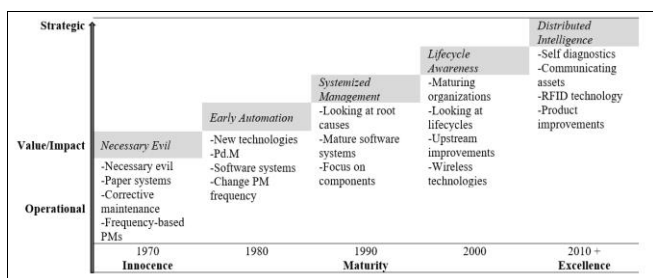 Strategic
Value/Impact
Operational
Necessary Evil
-Necessary evil
-Paper systems
-Corrective
maintenance
-Frequency-based
PMs
Early Automation
-New technologies
-Pd.M
-Software systems
-Change PM
frequency
Systemized
Management
-Looking at root
causes
-Mature software
systems
-Focus on
components
Lifecycle
Awareness
-Maturing
organizations
-Looking at
lifecycles
-Upstream
improvements
-Wireless
technologies
Distributed
Intelligence
-Self diagnostics
-Communicating
assets
-RFID technology
-Product
improvements
1970
1980
1990
2000
2010 +
Innocence
Maturity
Excellence